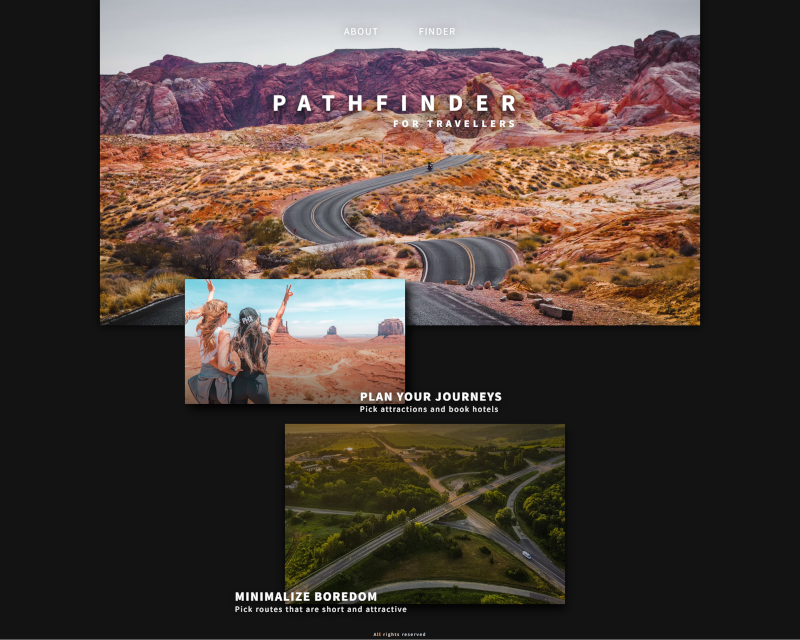 ABOUT FINDER
PATHFINDER
FOR TRAVELLERS
PLAN YOUR JOURNEYS
Pick attractions and book hotels
MINIMALIZE BOREDOM
Pick routes that are short and attractive
All rights reserved